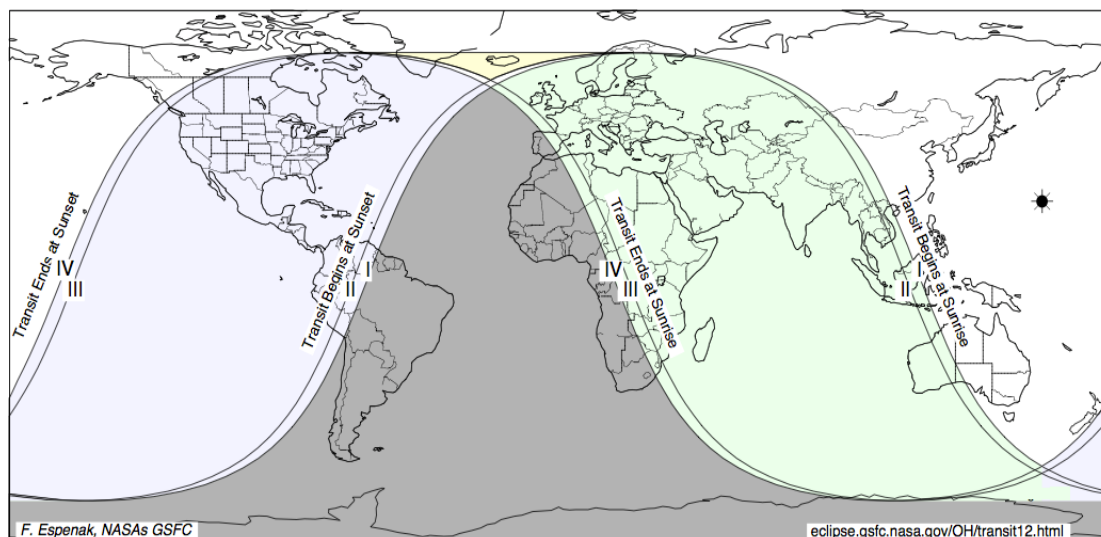 Transit Ends at Sunset
IV
III
Transit Begins at Sunset
I
II
Transit Ends at Sunrise
IV
III
Transit Begins at Sunrise
I
II
F. Espenak, NASAs GSFC
eclipse.gsfc.nasa.gov/OH/transit12.html